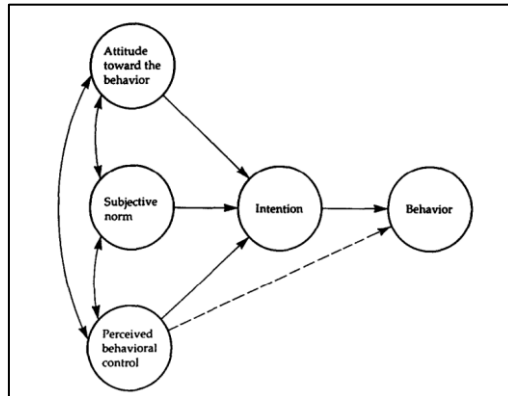 Attitude
toward the
behavior
Subjective
norm
Intention
Behavior
Perceived
behavioral
control